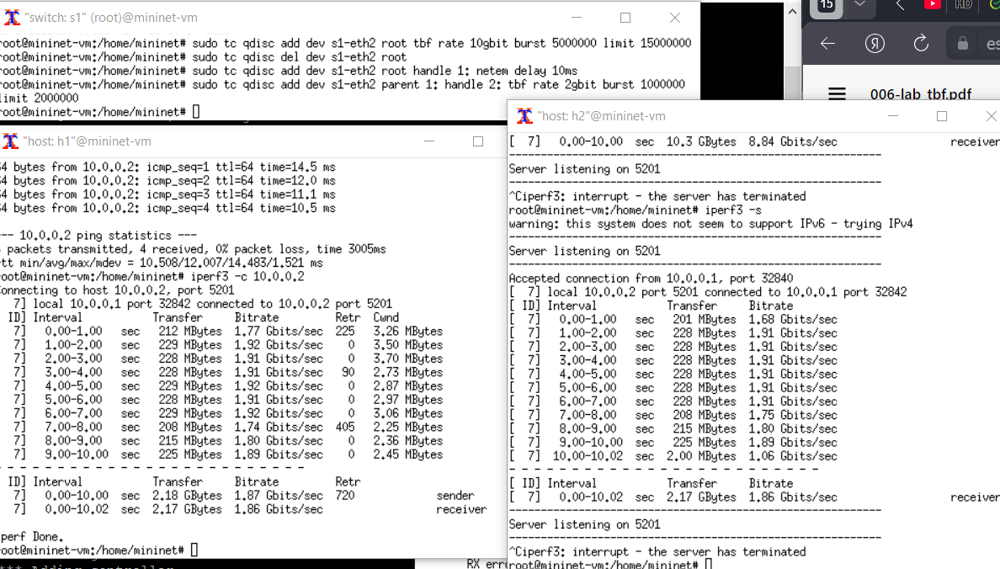 "switch: s1" (root)@mininet-vm
root@mininet-vm:/home/mininet# sudo tc qdisc add dev s1-eth2 root tbf rate 10gbit burst 5000000 limit 15000000
root@mininet-vm:/home/mininet# sudo tc qdisc del dev s1-eth2 root
root@mininet-vm:/home/mininet# sudo tc qdisc add dev s1-eth2 root handle 1: netem delay 10ms
root@mininet-vm:/home/mininet# sudo tc qdisc add dev s1-eth2 parent 1: handle 2: tbf rate 2gbit burst 1000000
limit 2000000
root@mininet-vm:/home/mininet#
15
HD
Я
es
006-lab_tbf.pdf
"host: h1"@mininet-vm
64 bytes from 10.0.0.2: icmp_seq=1 ttl=64 time=14.5 ms
64 bytes from 10.0.0.2: icmp_seq=2 ttl=64 time=12.0 ms
64 bytes from 10.0.0.2: icmp_seq=3 ttl=64 time=11.1 ms
64 bytes from 10.0.0.2: icmp_seq=4 ttl=64 time=10.5 ms
--- 10.0.0.2 ping statistics ---
packets transmitted, 4 received, 0% packet loss, time 3005ms
rtt min/avg/max/mdev = 10.508/12.007/14.483/1.521 ms
root@mininet-vm:/home/mininet# iperf3 -c 10.0.0.2
Connecting to host 10.0.0.2, port 5201
7] local 10.0.0.1 port 32842 connected to 10.0.0.2 port 5201
ID] Interval Transfer Bitrate Retr Cwnd
7] 0.00-1.00 sec 212 MBytes 1.77 Gbits/sec 225 3.26 MBytes
7] 1.00-2.00 sec 229 MBytes 1.92 Gbits/sec 0 3.50 MBytes
7] 2.00-3.00 sec 228 MBytes 1.91 Gbits/sec 0 3.70 MBytes
7] 3.00-4.00 sec 228 MBytes 1.91 Gbits/sec 90 2.73 MBytes
7] 4.00-5.00 sec 229 MBytes 1.92 Gbits/sec 0 2.87 MBytes
7] 5.00-6.00 sec 228 MBytes 1.91 Gbits/sec 0 2.97 MBytes
7] 6.00-7.00 sec 229 MBytes 1.92 Gbits/sec 0 3.06 MBytes
7] 7.00-8.00 sec 208 MBytes 1.74 Gbits/sec 405 2.25 MBytes
7] 8.00-9.00 sec 215 MBytes 1.80 Gbits/sec 0 2.36 MBytes
7] 9.00-10.00 sec 225 MBytes 1.89 Gbits/sec 0 2.45 MBytes
- - - - - - - - - - - - - - - - - - - - - - - - -
ID] Interval Transfer Bitrate Retr
7] 0.00-10.00 sec 2.18 GBytes 1.87 Gbits/sec 720 sender
7] 0.00-10.02 sec 2.17 GBytes 1.86 Gbits/sec receiver
perf Done.
root@mininet-vm:/home/mininet#
*** Adding controller
RX erro
"host: h2"@mininet-vm
[ 7] 0.00-10.00 sec 10.3 GBytes 8.84 Gbits/sec receiver
-----------------------------------------------------------
Server listening on 5201
-----------------------------------------------------------
^Ciperf3: interrupt - the server has terminated
root@mininet-vm:/home/mininet# iperf3 -s
warning: this system does not seem to support IPv6 - trying IPv4
-----------------------------------------------------------
Server listening on 5201
-----------------------------------------------------------
Accepted connection from 10.0.0.1, port 32840
[ 7] local 10.0.0.2 port 5201 connected to 10.0.0.1 port 32842
[ ID] Interval Transfer Bitrate
[ 7] 0.00-1.00 sec 201 MBytes 1.68 Gbits/sec
[ 7] 1.00-2.00 sec 228 MBytes 1.91 Gbits/sec
[ 7] 2.00-3.00 sec 228 MBytes 1.91 Gbits/sec
[ 7] 3.00-4.00 sec 228 MBytes 1.91 Gbits/sec
[ 7] 4.00-5.00 sec 228 MBytes 1.91 Gbits/sec
[ 7] 5.00-6.00 sec 228 MBytes 1.91 Gbits/sec
[ 7] 6.00-7.00 sec 228 MBytes 1.91 Gbits/sec
[ 7] 7.00-8.00 sec 208 MBytes 1.75 Gbits/sec
[ 7] 8.00-9.00 sec 215 MBytes 1.80 Gbits/sec
[ 7] 9.00-10.00 sec 225 MBytes 1.89 Gbits/sec
[ 7] 10.00-10.02 sec 2.00 MBytes 1.06 Gbits/sec
- - - - - - - - - - - - - - - - - - - - - - - - -
[ ID] Interval Transfer Bitrate
[ 7] 0.00-10.02 sec 2.17 GBytes 1.86 Gbits/sec receiver
-----------------------------------------------------------
Server listening on 5201
-----------------------------------------------------------
^Ciperf3: interrupt - the server has terminated
root@mininet-vm:/home/mininet#